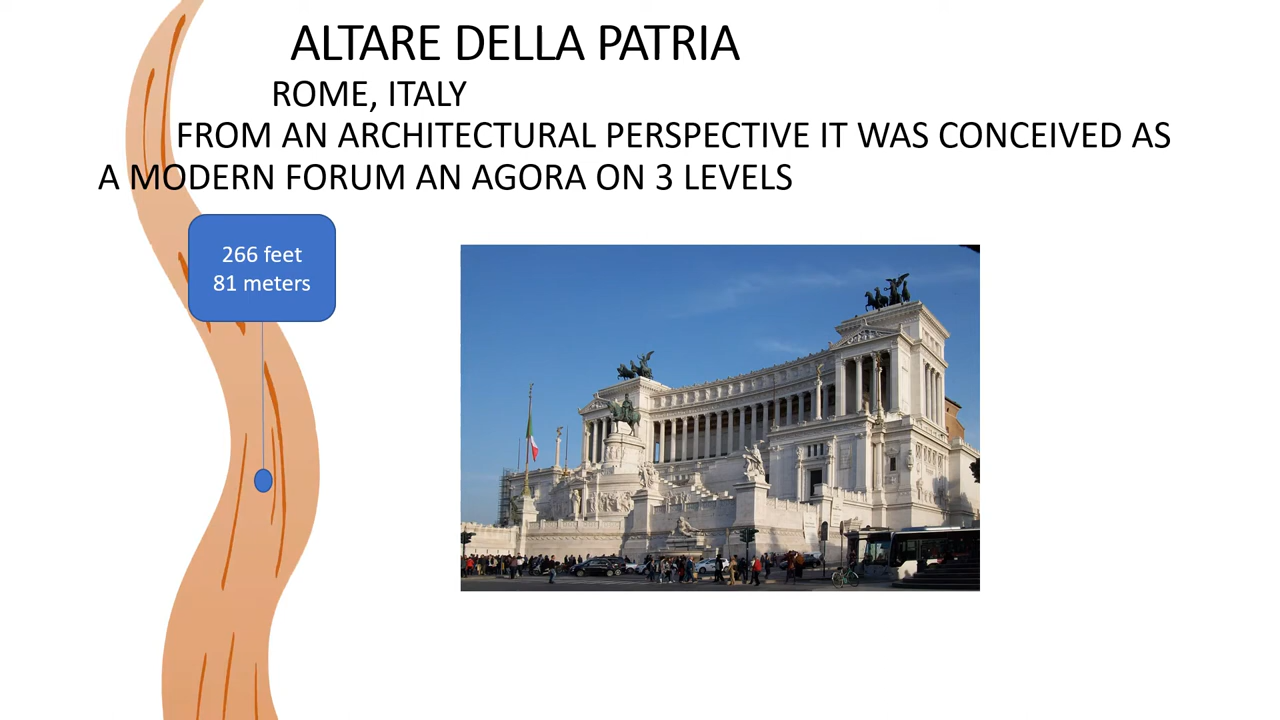 ALTARE DELLA PATRIA
ROME, ITALY
FROM AN ARCHITECTURAL PERSPECTIVE IT WAS CONCEIVED AS
A MODERN FORUM AN AGORA ON 3 LEVELS
266 feet
81 meters